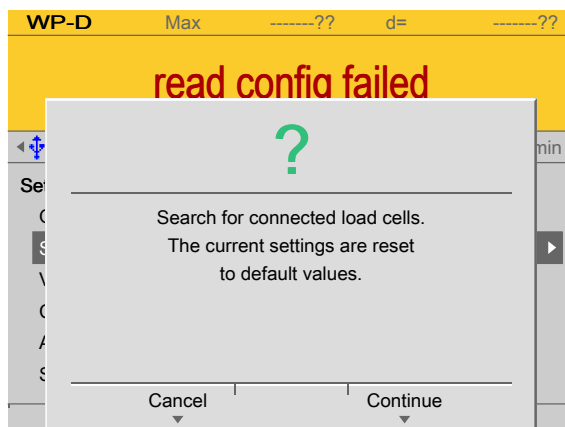 WP-D Max -------?? d= -------??
read config failed
?
min
Search for connected load cells.
The current settings are reset
to default values.
Cancel Continue